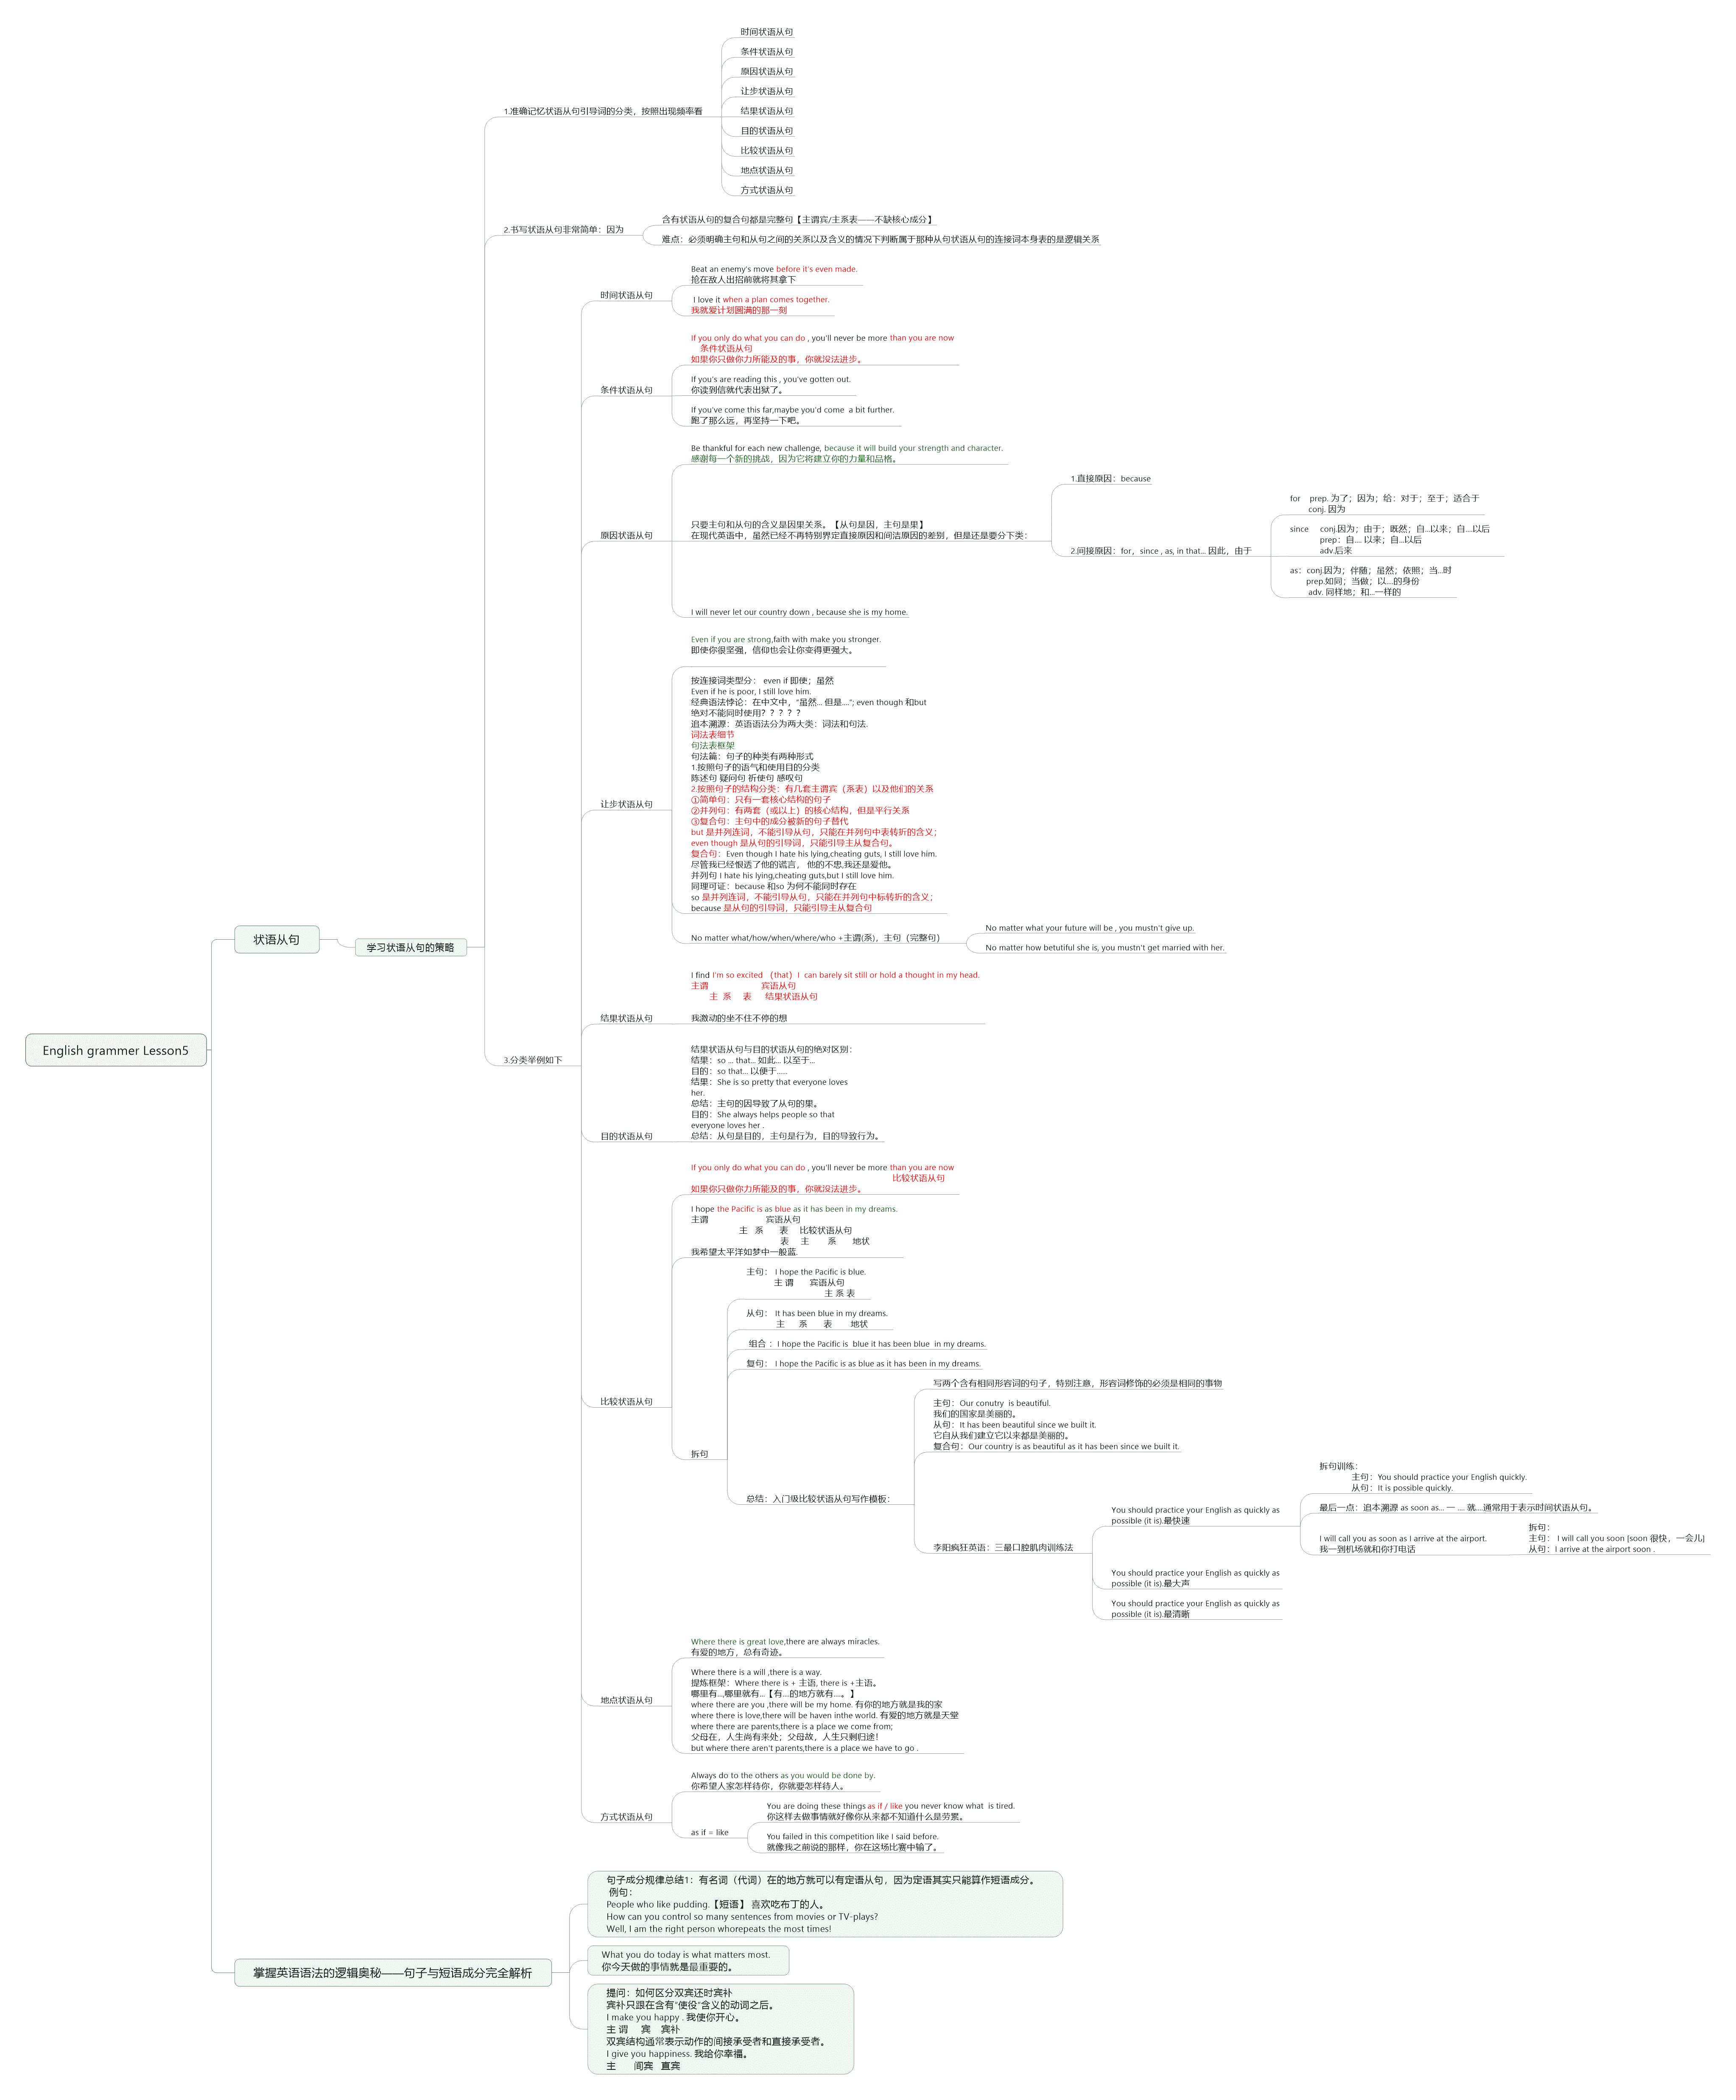 English grammer Lesson5
状语从句
学习状语从句的策略
1.准确记忆状语从句引导词的分类，按照出现频率看
时间状语从句
条件状语从句
原因状语从句
让步状语从句
结果状语从句
目的状语从句
比较状语从句
地点状语从句
方式状语从句
2.书写状语从句非常简单：因为
含有状语从句的复合句都是完整句【主谓宾/主系表——不缺核心成分】
难点：必须明确主句和从句之间的关系以及含义的情况下判断属于那种从句状语从句的连接词本身表的是逻辑关系
3.分类举例如下
时间状语从句
Beat an enemy's move before it's even made.
抢在敌人出招前就将其拿下
I love it when a plan comes together.
我就爱计划圆满的那一刻
条件状语从句
If you only do what you can do , you'll never be more than you are now
条件状语从句
如果你只做你力所能及的事，你就没法进步。
If you's are reading this , you've gotten out.
你读到信就代表出狱了。
If you've come this far,maybe you'd come  a bit further.
跑了那么远，再坚持一下吧。
原因状语从句
Be thankful for each new challenge, because it will build your strength and character.
感谢每一个新的挑战，因为它将建立你的力量和品格。
只要主句和从句的含义是因果关系。【从句是因，主句是果】
在现代英语中，虽然已经不再特别界定直接原因和间洁原因的差别，但是还是要分下类：
1.直接原因：because
2.间接原因：for，since , as, in that... 因此，由于
for    prep. 为了；因为；给：对于；至于；适合于
conj. 因为
since     conj.因为；由于；既然；自...以来；自....以后
prep：自.... 以来；自...以后
adv.后来
as：conj.因为；伴随；虽然；依照；当...时
prep.如同；当做；以....的身份
adv. 同样地；和...一样的
I will never let our country down , because she is my home.
让步状语从句
Even if you are strong,faith with make you stronger.
即使你很坚强，信仰也会让你变得更强大。
按连接词类型分： even if 即使；虽然
Even if he is poor, I still love him.
经典语法悖论：在中文中，"虽然... 但是...."; even though 和but
绝对不能同时使用？？？？？
追本溯源：英语语法分为两大类：词法和句法.
词法表细节
句法表框架
句法篇：句子的种类有两种形式
1.按照句子的语气和使用目的分类
陈述句 疑问句 祈使句 感叹句
2.按照句子的结构分类：有几套主谓宾（系表）以及他们的关系
①简单句：只有一套核心结构的句子
②并列句：有两套（或以上）的核心结构，但是平行关系
③复合句：主句中的成分被新的句子替代
but 是并列连词，不能引导从句，只能在并列句中表转折的含义；
even though 是从句的引导词，只能引导主从复合句。
复合句：Even though I hate his lying,cheating guts, I still love him.
尽管我已经恨透了他的谎言， 他的不忠,我还是爱他。
并列句 I hate his lying,cheating guts,but I still love him.
同理可证：because 和so 为何不能同时存在
so 是并列连词，不能引导从句，只能在并列句中标转折的含义；
because 是从句的引导词，只能引导主从复合句
No matter what/how/when/where/who +主谓(系)，主句（完整句）
No matter what your future will be , you mustn't give up.
No matter how betutiful she is, you mustn't get married with her.
结果状语从句
I find I'm so excited （that）I  can barely sit still or hold a thought in my head.
主谓 宾语从句
主  系    表    结果状语从句
我激动的坐不住不停的想
目的状语从句
结果状语从句与目的状语从句的绝对区别：
结果：so ... that... 如此... 以至于...
目的：so that... 以便于......
结果：She is so pretty that everyone loves
her.
总结：主句的因导致了从句的果。
目的：She always helps people so that
everyone loves her .
总结：从句是目的，主句是行为，目的导致行为。
比较状语从句
If you only do what you can do , you'll never be more than you are now
比较状语从句
如果你只做你力所能及的事，你就没法进步。
I hope the Pacific is as blue as it has been in my dreams.
主谓 宾语从句
主   系     表    比较状语从句
表    主     系     地状
我希望太平洋如梦中一般蓝.
拆句
主句： I hope the Pacific is blue.
主 谓     宾语从句
主 系 表
从句： It has been blue in my dreams.
主     系     表     地状
组合 ：I hope the Pacific is  blue it has been blue  in my dreams.
复句： I hope the Pacific is as blue as it has been in my dreams.
总结：入门级比较状语从句写作模板：
写两个含有相同形容词的句子，特别注意，形容词修饰的必须是相同的事物
主句：Our conutry  is beautiful.
我们的国家是美丽的。
从句：It has been beautiful since we built it.
它自从我们建立它以来都是美丽的。
复合句：Our country is as beautiful as it has been since we built it.
李阳疯狂英语：三最口腔肌肉训练法
You should practice your English as quickly as
possible (it is).最快速
拆句训练：
主句：You should practice your English quickly.
从句：It is possible quickly.
最后一点：追本溯源 as soon as... 一 .... 就....通常用于表示时间状语从句。
I will call you as soon as I arrive at the airport.
我一到机场就和你打电话
拆句：
主句： I will call you soon [soon 很快，一会儿]
从句：I arrive at the airport soon .
You should practice your English as quickly as
possible (it is).最大声
You should practice your English as quickly as
possible (it is).最清晰
地点状语从句
Where there is great love,there are always miracles.
有爱的地方，总有奇迹。
Where there is a will ,there is a way.
提炼框架：Where there is + 主语, there is +主语。
哪里有...,哪里就有...【有....的地方就有....。】
where there are you ,there will be my home. 有你的地方就是我的家
where there is love,there will be haven inthe world. 有爱的地方就是天堂
where there are parents,there is a place we come from;
父母在，人生尚有来处；父母故，人生只剩归途！
but where there aren't parents,there is a place we have to go .
方式状语从句
Always do to the others as you would be done by.
你希望人家怎样待你，你就要怎样待人。
as if = like
You are doing these things as if / like you never know what  is tired.
你这样去做事情就好像你从来都不知道什么是劳累。
You failed in this competition like I said before.
就像我之前说的那样，你在这场比赛中输了。
掌握英语语法的逻辑奥秘——句子与短语成分完全解析
句子成分规律总结1：有名词（代词）在的地方就可以有定语从句，因为定语其实只能算作短语成分。
例句：
People who like pudding.【短语】 喜欢吃布丁的人。
How can you control so many sentences from movies or TV-plays?
Well, I am the right person whorepeats the most times!
What you do today is what matters most.
你今天做的事情就是最重要的。
提问：如何区分双宾还时宾补
宾补只跟在含有"使役"含义的动词之后。
I make you happy . 我使你开心。
主 谓    宾    宾补
双宾结构通常表示动作的间接承受者和直接承受者。
I give you happiness. 我给你幸福。
主      间宾   直宾